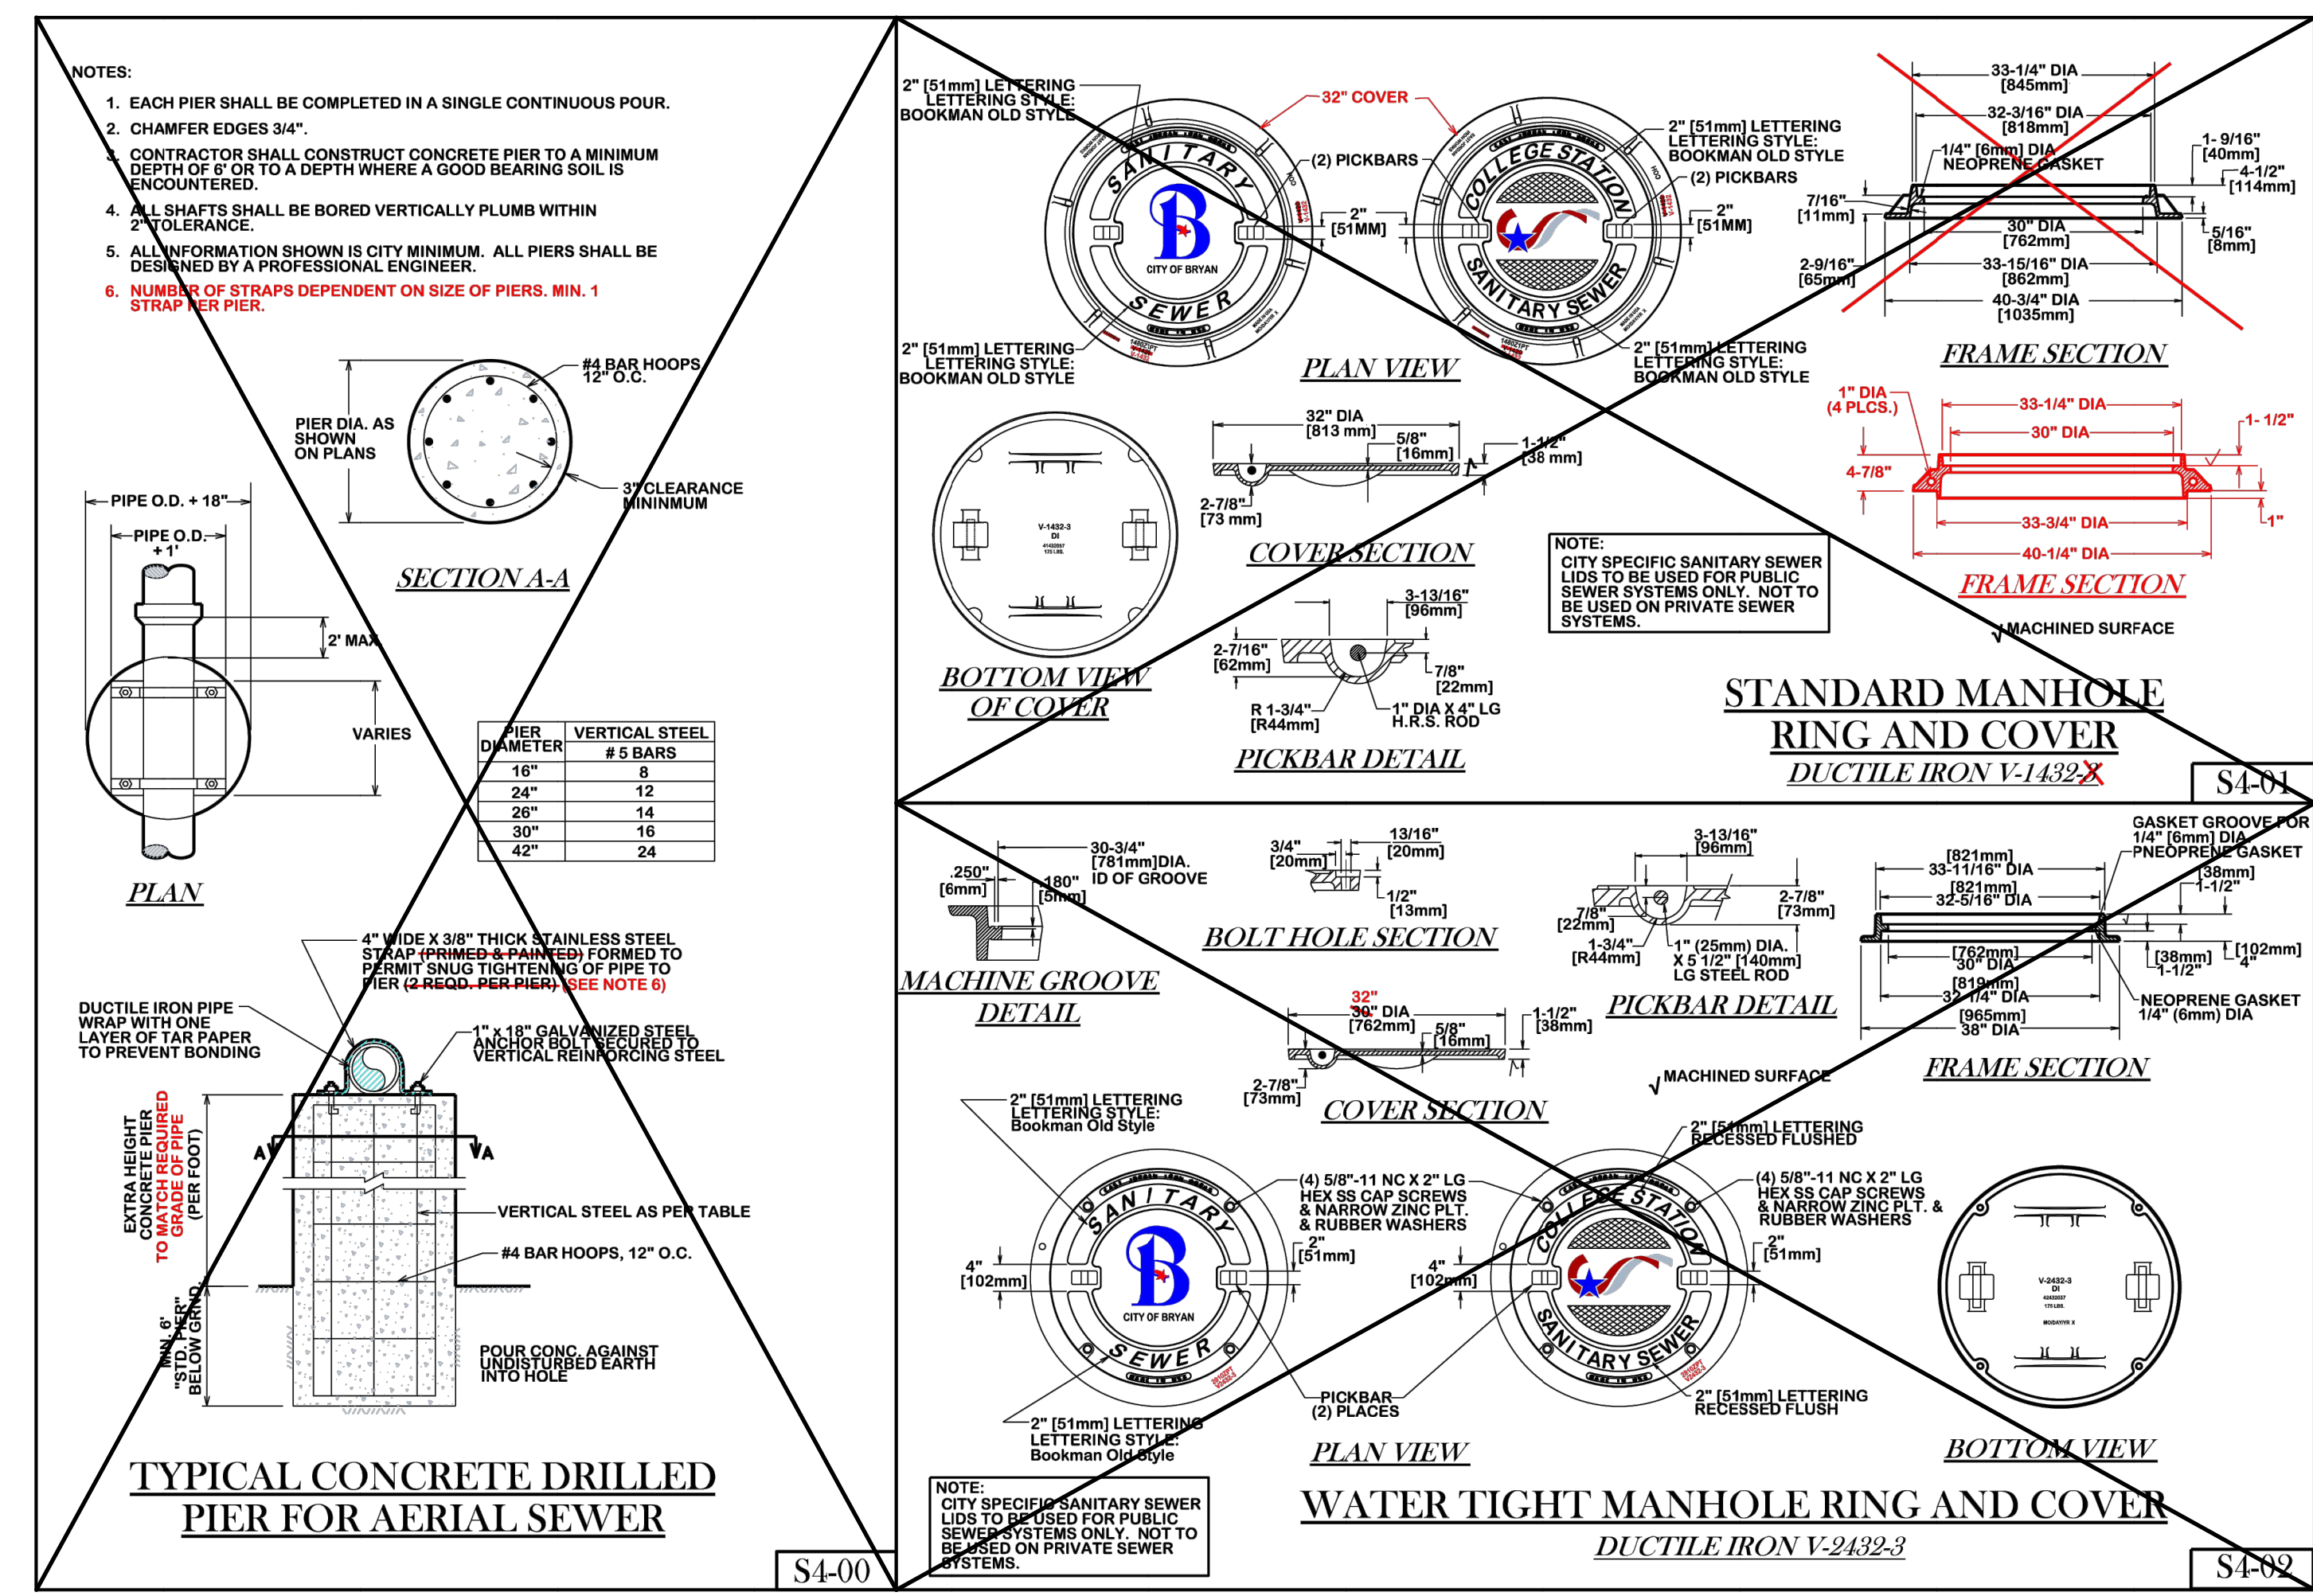 NOTES:
1. EACH PIER SHALL BE COMPLETED IN A SINGLE CONTINUOUS POUR.
2. CHAMFER EDGES 3/4".
3. CONTRACTOR SHALL CONSTRUCT CONCRETE PIER TO A MINIMUM
DEPTH OF 6' OR TO A DEPTH WHERE A GOOD BEARING SOIL IS
ENCOUNTERED.
4. ALL SHAFTS SHALL BE BORED VERTICALLY PLUMB WITHIN
2" TOLERANCE.
5. ALL INFORMATION SHOWN IS CITY MINIMUM. ALL PIERS SHALL BE
DESIGNED BY A PROFESSIONAL ENGINEER.
6. NUMBER OF STRAPS DEPENDENT ON SIZE OF PIERS. MIN. 1
STRAP PER PIER.
#4 BAR HOOPS
12" O.C.
PIER DIA. AS
SHOWN
ON PLANS
3" CLEARANCE
MININMUM
SECTION A-A
PIPE O.D. + 18"
PIPE O.D.
+ 1'
2' MAX
VARIES
PLAN
PIER DIAMETER VERTICAL STEEL
# 5 BARS
16" 8
24" 12
26" 14
30" 16
42" 24
4" WIDE X 3/8" THICK STAINLESS STEEL
STRAP (PRIMED & PAINTED) FORMED TO
PERMIT SNUG TIGHTENING OF PIPE TO
PIER (2 REQD. PER PIER) (SEE NOTE 6)
DUCTILE IRON PIPE
WRAP WITH ONE
LAYER OF TAR PAPER
TO PREVENT BONDING
1" x 18" GALVANIZED STEEL
ANCHOR BOLT SECURED TO
VERTICAL REINFORCING STEEL
EXTRA HEIGHT
CONCRETE PIER
TO MATCH REQUIRED
GRADE OF PIPE
(PER FOOT)
A A
VERTICAL STEEL AS PER TABLE
#4 BAR HOOPS, 12" O.C.
MIN. 6'
"STD. PIER"
BELOW GRND.
POUR CONC. AGAINST
UNDISTURBED EARTH
INTO HOLE
TYPICAL CONCRETE DRILLED
PIER FOR AERIAL SEWER
S4-00
2" [51mm] LETTERING
LETTERING STYLE:
BOOKMAN OLD STYLE
32" COVER
SANITARY
CITY OF BRYAN
SEWER
(2) PICKBARS
2"
[51MM]
COLLEGE STATION
SANITARY SEWER
2" [51mm] LETTERING
LETTERING STYLE:
BOOKMAN OLD STYLE
(2) PICKBARS
2"
[51MM]
2" [51mm] LETTERING
LETTERING STYLE:
BOOKMAN OLD STYLE
2" [51mm] LETTERING
LETTERING STYLE:
BOOKMAN OLD STYLE
PLAN VIEW
33-1/4" DIA
[845mm]
32-3/16" DIA
[818mm]
1/4" [6mm] DIA
NEOPRENE GASKET
1- 9/16"
[40mm]
4-1/2"
[114mm]
7/16"
[11mm]
30" DIA
[762mm]
5/16"
[8mm]
2-9/16"
[65mm]
33-15/16" DIA
[862mm]
40-3/4" DIA
[1035mm]
FRAME SECTION
1" DIA
(4 PLCS.)
33-1/4" DIA
30" DIA
1- 1/2"
4-7/8"
33-3/4" DIA
1"
40-1/4" DIA
FRAME SECTION
MACHINED SURFACE
32" DIA
[813 mm]
5/8"
[16mm]
1-1/2"
[38 mm]
2-7/8"
[73 mm]
COVER SECTION
V-1432-3
DI
41432057
175 LBS.
BOTTOM VIEW
OF COVER
3-13/16"
[96mm]
2-7/16"
[62mm]
7/8"
[22mm]
R 1-3/4"
[R44mm]
1" DIA X 4" LG
H.R.S. ROD
PICKBAR DETAIL
NOTE:
CITY SPECIFIC SANITARY SEWER
LIDS TO BE USED FOR PUBLIC
SEWER SYSTEMS ONLY. NOT TO
BE USED ON PRIVATE SEWER
SYSTEMS.
STANDARD MANHOLE
RING AND COVER
DUCTILE IRON V-1432-3
S4-01
30-3/4"
[781mm]DIA.
ID OF GROOVE
.250"
[6mm]
.180"
[5mm]
MACHINE GROOVE
DETAIL
13/16"
[20mm]
3/4"
[20mm]
1/2"
[13mm]
BOLT HOLE SECTION
3-13/16"
[96mm]
2-7/8"
[73mm]
7/8"
[22mm]
1-3/4"
[R44mm]
1" (25mm) DIA.
X 5 1/2" [140mm]
LG STEEL ROD
PICKBAR DETAIL
GASKET GROOVE FOR
1/4" [6mm] DIA.
PNEOPRENE GASKET
[821mm]
33-11/16" DIA
[821mm]
32-5/16" DIA
[38mm]
1-1/2"
[762mm]
30" DIA
[38mm]
1-1/2"
[102mm]
4"
[819mm]
32-1/4" DIA
[965mm]
38" DIA
NEOPRENE GASKET
1/4" (6mm) DIA
FRAME SECTION
32"
30" DIA
[762mm]
5/8"
[16mm]
1-1/2"
[38mm]
2-7/8"
[73mm]
COVER SECTION
MACHINED SURFACE
2" [51mm] LETTERING
LETTERING STYLE:
Bookman Old Style
SANITARY
CITY OF BRYAN
SEWER
4"
[102mm]
(4) 5/8"-11 NC X 2" LG
HEX SS CAP SCREWS
& NARROW ZINC PLT.
& RUBBER WASHERS
2"
[51mm]
2" [51mm] LETTERING
RECESSED FLUSHED
COLLEGE STATION
SANITARY SEWER
4"
[102mm]
(4) 5/8"-11 NC X 2" LG
HEX SS CAP SCREWS
& NARROW ZINC PLT. &
RUBBER WASHERS
2"
[51mm]
V-2432-3
DI
42432037
175 LBS.
MO/DAY/YR X
PICKBAR
(2) PLACES
2" [51mm] LETTERING
LETTERING STYLE:
Bookman Old Style
2" [51mm] LETTERING
RECESSED FLUSH
PLAN VIEW
BOTTOM VIEW
NOTE:
CITY SPECIFIC SANITARY SEWER
LIDS TO BE USED FOR PUBLIC
SEWER SYSTEMS ONLY. NOT TO
BE USED ON PRIVATE SEWER
SYSTEMS.
WATER TIGHT MANHOLE RING AND COVER
DUCTILE IRON V-2432-3
S4-02